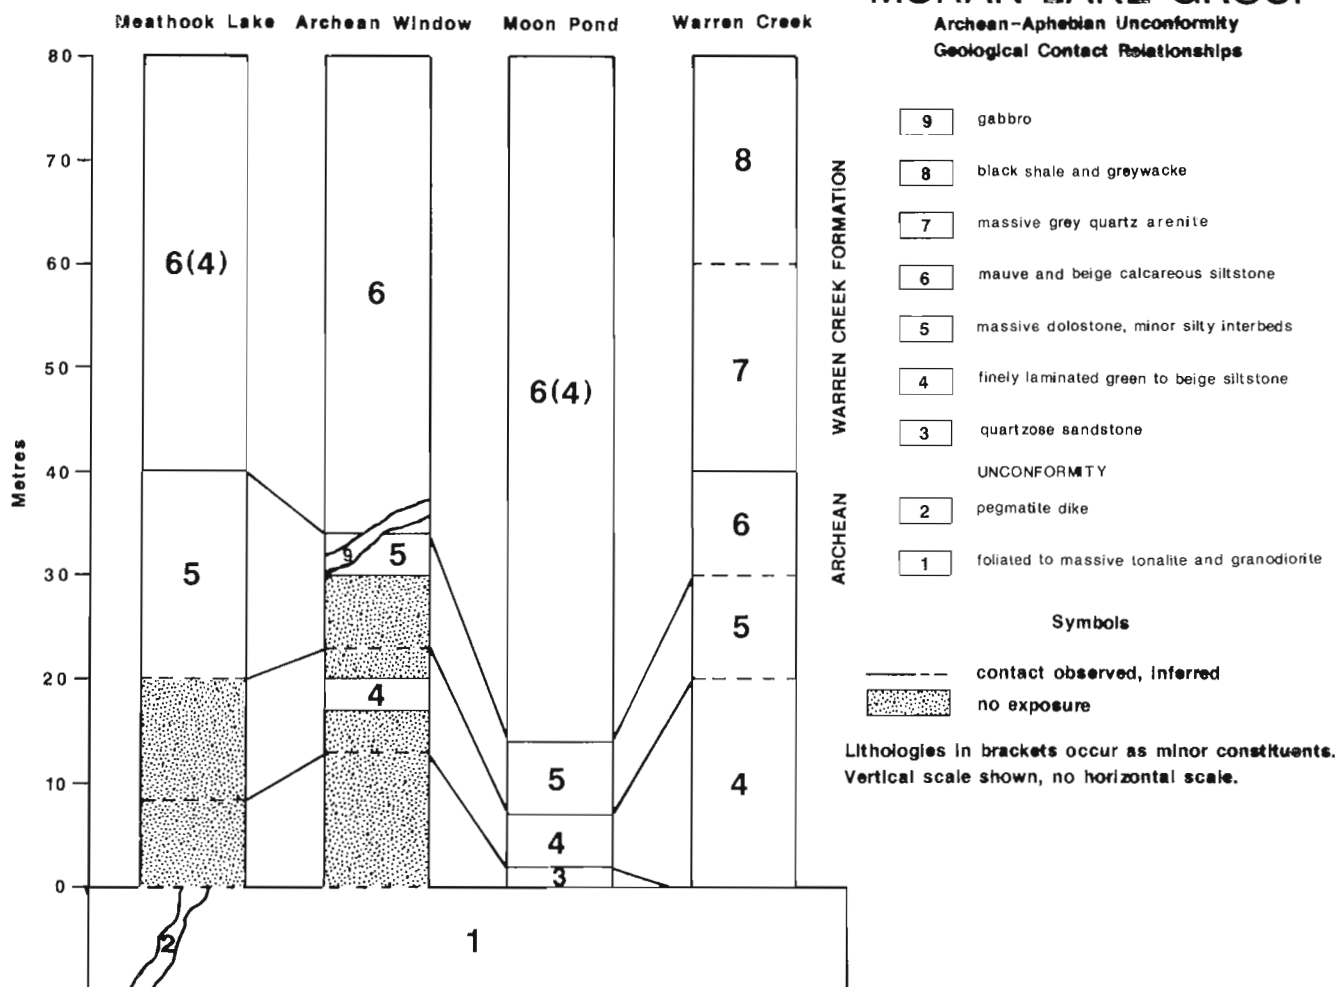 Meathook Lake Archean Window Moon Pond Warren Creek
Archean-Aphebian Unconformity
Geological Contact Relationships
80
70
60
50
40
30
20
10
0
Metres
6(4)
5
2
6
9
5
4
6(4)
5
4
3
8
7
6
5
4
1
WARREN CREEK FORMATION
ARCHEAN
9 gabbro
8 black shale and greywacke
7 massive grey quartz arenite
6 mauve and beige calcareous siltstone
5 massive dolostone, minor silty interbeds
4 finely laminated green to beige siltstone
3 quartzose sandstone
UNCONFORMITY
2 pegmatite dike
1 foliated to massive tonalite and granodiorite
Symbols
contact observed, inferred
no exposure
Lithologies in brackets occur as minor constituents.
Vertical scale shown, no horizontal scale.